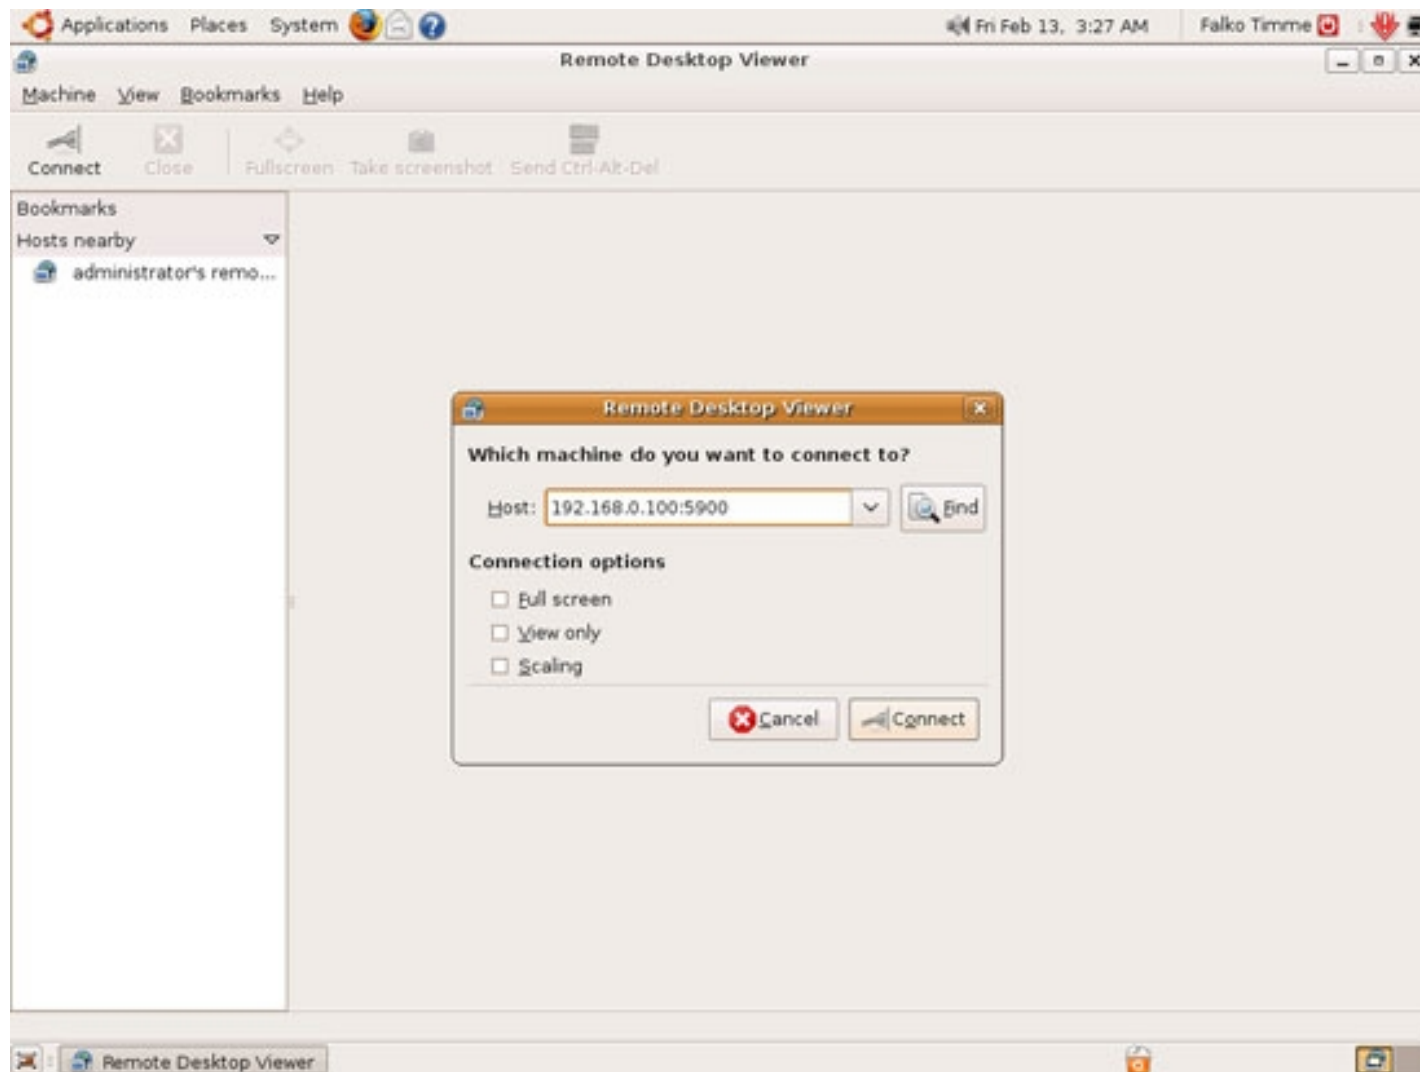 Applications Places System Fri Feb 13, 3:27 AM Falko Timme
Remote Desktop Viewer
Machine View Bookmarks Help
Connect Close Fullscreen Take screenshot Send Ctrl-Alt-Del
Bookmarks
Hosts nearby
administrator's remo...
Remote Desktop Viewer
Which machine do you want to connect to?
Host: 192.168.0.100:5900 Find
Connection options
Full screen
View only
Scaling
Cancel Connect
Remote Desktop Viewer